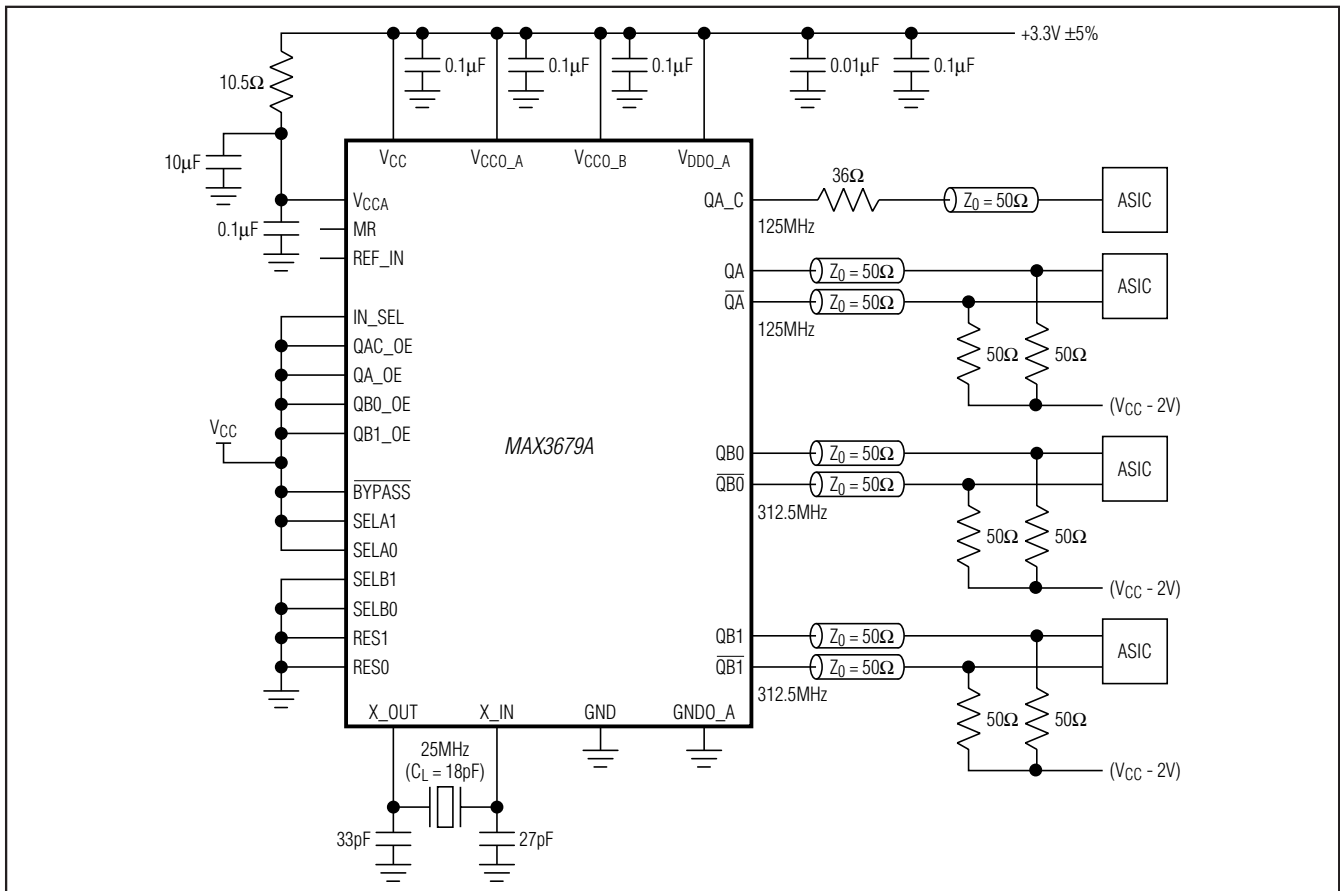 +3.3V ±5%
0.1µF
0.1µF
0.1µF
0.01µF
0.1µF
10.5Ω
10µF
0.1µF
VCC
VCCO_A
VCCO_B
VDDO_A
VCCA
MR
REF_IN
IN_SEL
QAC_OE
QA_OE
QB0_OE
QB1_OE
VCC
BYPASS
SELA1
SELA0
SELB1
SELB0
RES1
RES0
MAX3679A
QA_C
125MHz
36Ω
Z0 = 50Ω
ASIC
QA
Z0 = 50Ω
QA
Z0 = 50Ω
125MHz
ASIC
50Ω
50Ω
(VCC - 2V)
QB0
Z0 = 50Ω
QB0
Z0 = 50Ω
312.5MHz
ASIC
50Ω
50Ω
(VCC - 2V)
QB1
Z0 = 50Ω
QB1
Z0 = 50Ω
312.5MHz
ASIC
50Ω
50Ω
(VCC - 2V)
X_OUT
X_IN
GND
GNDO_A
25MHz
(CL = 18pF)
33pF
27pF